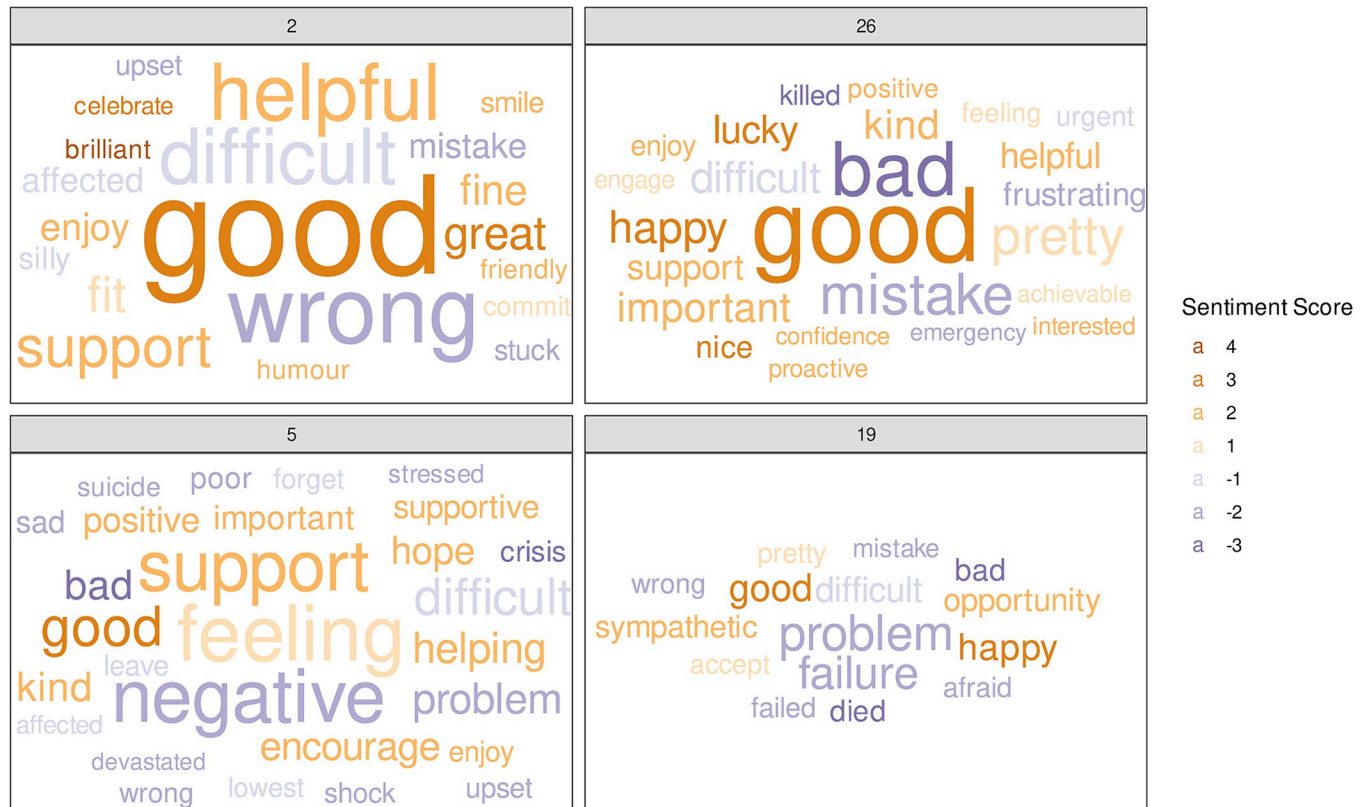 2
upset
helpful
celebrate
smile
brilliant
difficult
mistake
affected
fine
enjoy
good
great
silly
friendly
fit
wrong
commit
support
stuck
humour
26
killed
positive
lucky
kind
feeling
urgent
enjoy
bad
helpful
engage
difficult
frustrating
happy
good
pretty
support
important
mistake
achievable
nice
confidence
emergency
interested
proactive
5
suicide
poor
forget
stressed
sad
positive
important
supportive
support
hope
crisis
bad
difficult
good
feeling
helping
leave
kind
negative
problem
affected
encourage
enjoy
devastated
wrong
lowest
shock
upset
19
pretty
mistake
wrong
good
difficult
bad
opportunity
sympathetic
problem
happy
accept
failure
afraid
failed
died
Sentiment Score
a 4
a 3
a 2
a 1
a -1
a -2
a -3